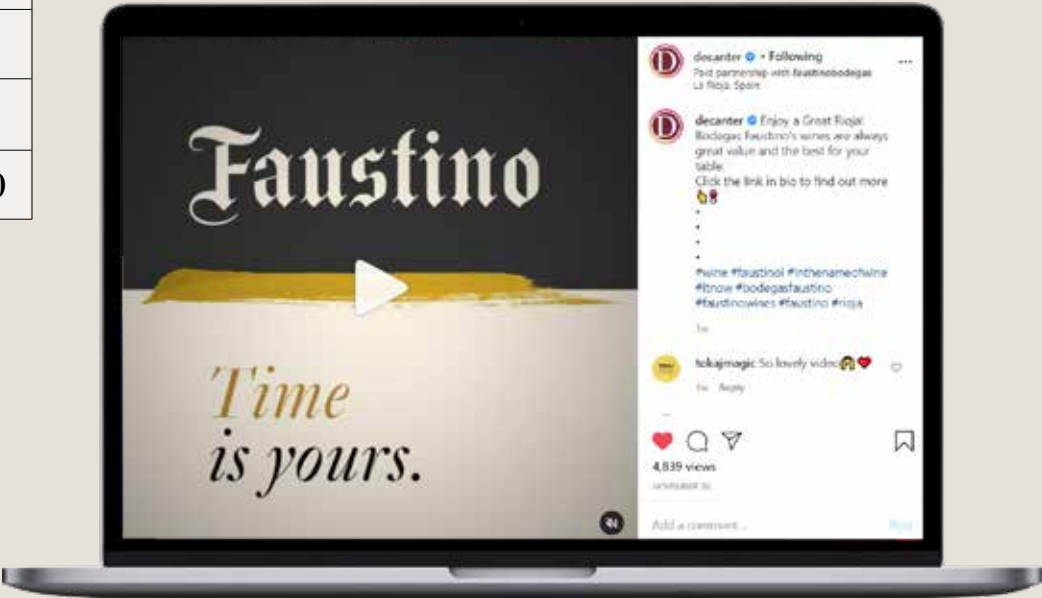 Faustino
Time
is yours.
decanter • Following
Paid partnership with faustinobodegas
La Rioja, Spain
decanter Enjoy a Great Rioja!
Bodegas Faustino's wines are always
great value and the best for your
table.
Click the link in bio to find out more
#wine #faustinoI #inthenameofwine
#itnow #bodegasfaustino
#faustinowines #faustino #rioja
1w
tokajmagic So lovely video
1w Reply
4,839 views
Add a comment...
Post